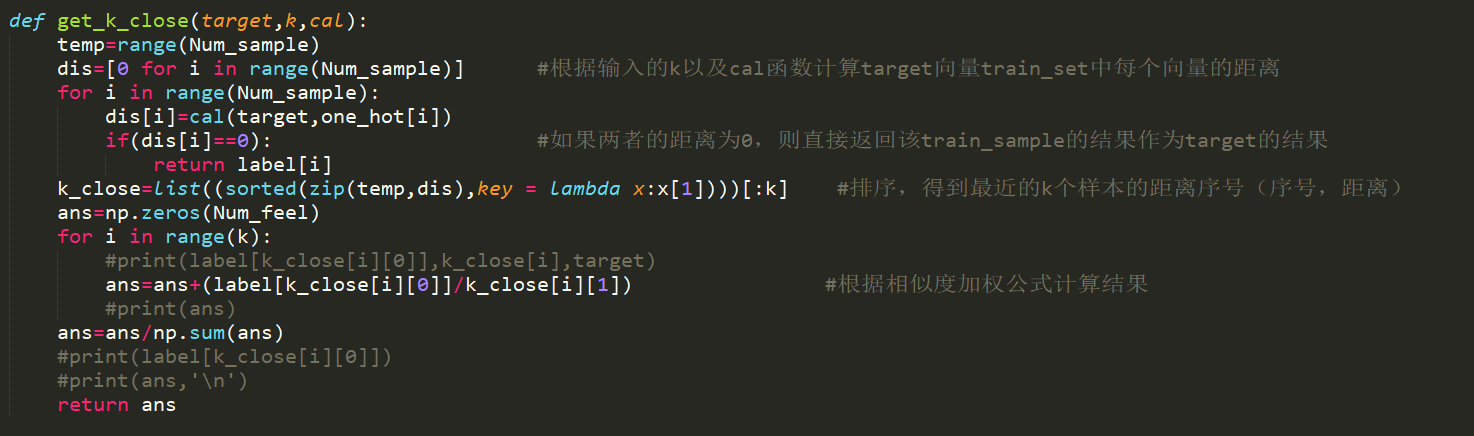 def get_k_close(target,k,cal):
    temp=range(Num_sample)
    dis=[0 for i in range(Num_sample)]      #根据输入的k以及cal函数计算target向量train_set中每个向量的距离
    for i in range(Num_sample):
        dis[i]=cal(target,one_hot[i])
        if(dis[i]==0):                      #如果两者的距离为0，则直接返回该train_sample的结果作为target的结果
            return label[i]
    k_close=list((sorted(zip(temp,dis),key = lambda x:x[1])))[:k]    #排序，得到最近的k个样本的距离序号（序号，距离）
    ans=np.zeros(Num_feel)
    for i in range(k):
        #print(label[k_close[i][0]],k_close[i],target)
        ans=ans+(label[k_close[i][0]]/k_close[i][1])                #根据相似度加权公式计算结果
        #print(ans)
    ans=ans/np.sum(ans)
    #print(label[k_close[i][0]])
    #print(ans,'\n')
    return ans